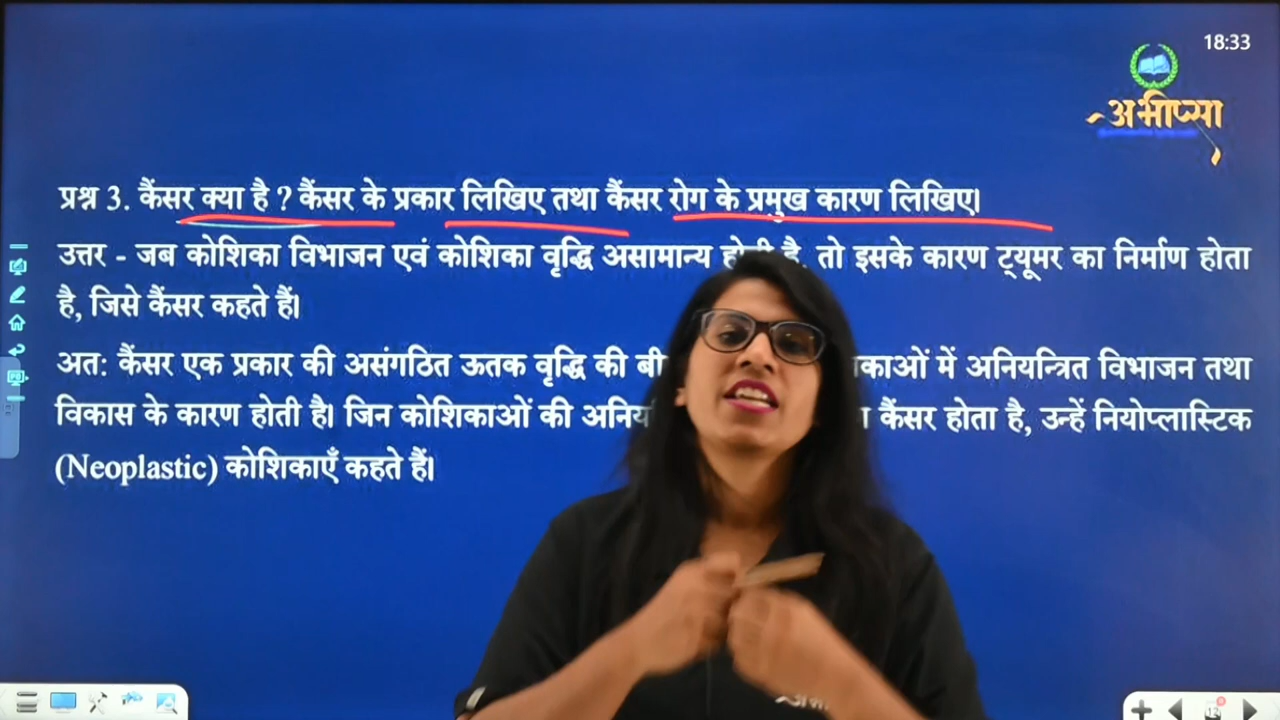 18:33
अभीप्सा
प्रश्न 3. कैंसर क्या है ? कैंसर के प्रकार लिखिए तथा कैंसर रोग के प्रमुख कारण लिखिए।
उत्तर - जब कोशिका विभाजन एवं कोशिका वृद्धि असामान्य होती है, तो इसके कारण ट्यूमर का निर्माण होता
है, जिसे कैंसर कहते हैं।
अत: कैंसर एक प्रकार की असंगठित ऊतक वृद्धि की में अनियन्त्रित विभाजन तथा
विकास के कारण होती है। जिन कोशिकाओं की कैंसर होता है, उन्हें नियोप्लास्टिक
(Neoplastic) कोशिकाएँ कहते हैं।